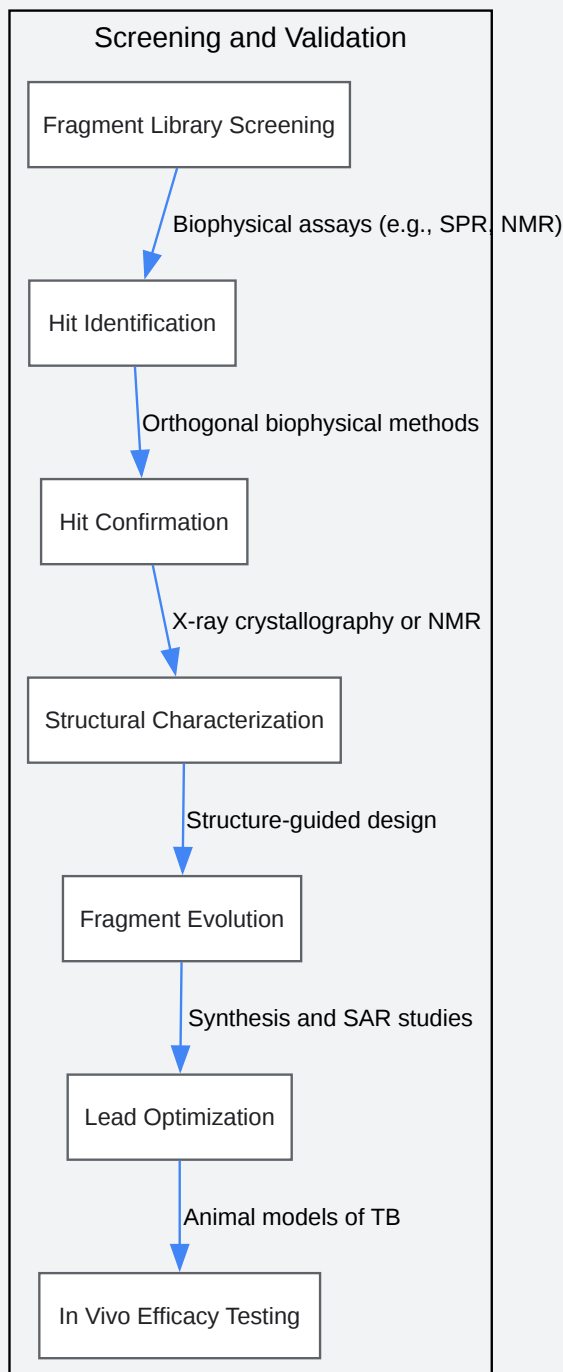 Screening and Validation
Fragment Library Screening
Biophysical assays (e.g., SPR, NMR)
Hit Identification
Orthogonal biophysical methods
Hit Confirmation
X-ray crystallography or NMR
Structural Characterization
Structure-guided design
Fragment Evolution
Synthesis and SAR studies
Lead Optimization
Animal models of TB
In Vivo Efficacy Testing